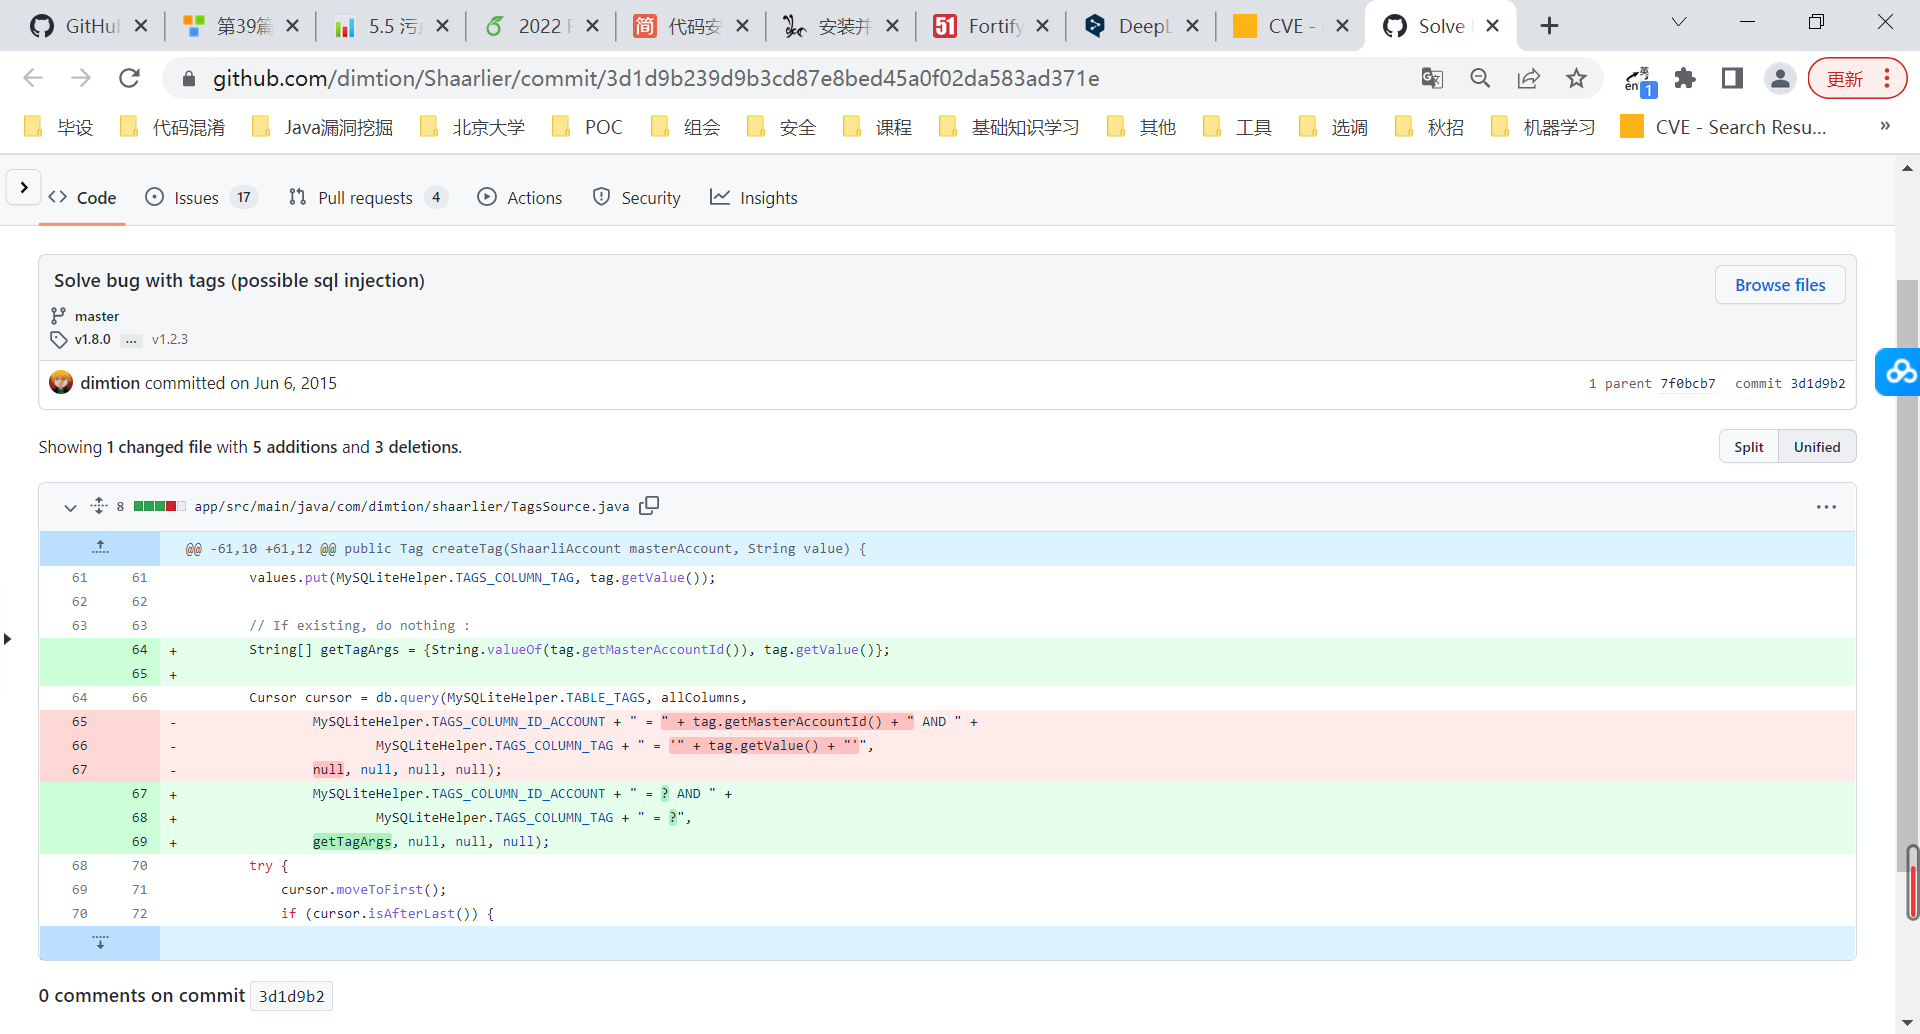 GitHub
第39篇
5.5 污
2022 F
代码安
安装并
Fortify
DeepL
CVE -
Solve
github.com/dimtion/Shaarlier/commit/3d1d9b239d9b3cd87e8bed45a0f02da583ad371e
英
en 1
更新
毕设 代码混淆 Java漏洞挖掘 北京大学 POC 组会 安全 课程 基础知识学习 其他 工具 选调 秋招 机器学习 CVE - Search Resu... »
Code Issues 17 Pull requests 4 Actions Security Insights
Solve bug with tags (possible sql injection)
Browse files
master
v1.8.0 ... v1.2.3
dimtion committed on Jun 6, 2015
1 parent 7f0bcb7 commit 3d1d9b2
Showing 1 changed file with 5 additions and 3 deletions.
Split Unified
8 app/src/main/java/com/dimtion/shaarlier/TagsSource.java
@@ -61,10 +61,12 @@ public Tag createTag(ShaarliAccount masterAccount, String value) {
61 61 values.put(MySQLiteHelper.TAGS_COLUMN_TAG, tag.getValue());
62 62
63 63 // If existing, do nothing :
64 + String[] getTagArgs = {String.valueOf(tag.getMasterAccountId()), tag.getValue()};
65 +
64 66 Cursor cursor = db.query(MySQLiteHelper.TABLE_TAGS, allColumns,
65 - MySQLiteHelper.TAGS_COLUMN_ID_ACCOUNT + " = " + tag.getMasterAccountId() + " AND " +
66 - MySQLiteHelper.TAGS_COLUMN_TAG + " = '" + tag.getValue() + "'",
67 - null, null, null, null);
67 + MySQLiteHelper.TAGS_COLUMN_ID_ACCOUNT + " = ? AND " +
68 + MySQLiteHelper.TAGS_COLUMN_TAG + " = ?",
69 + getTagArgs, null, null, null);
68 70 try {
69 71 cursor.moveToFirst();
70 72 if (cursor.isAfterLast()) {
0 comments on commit 3d1d9b2